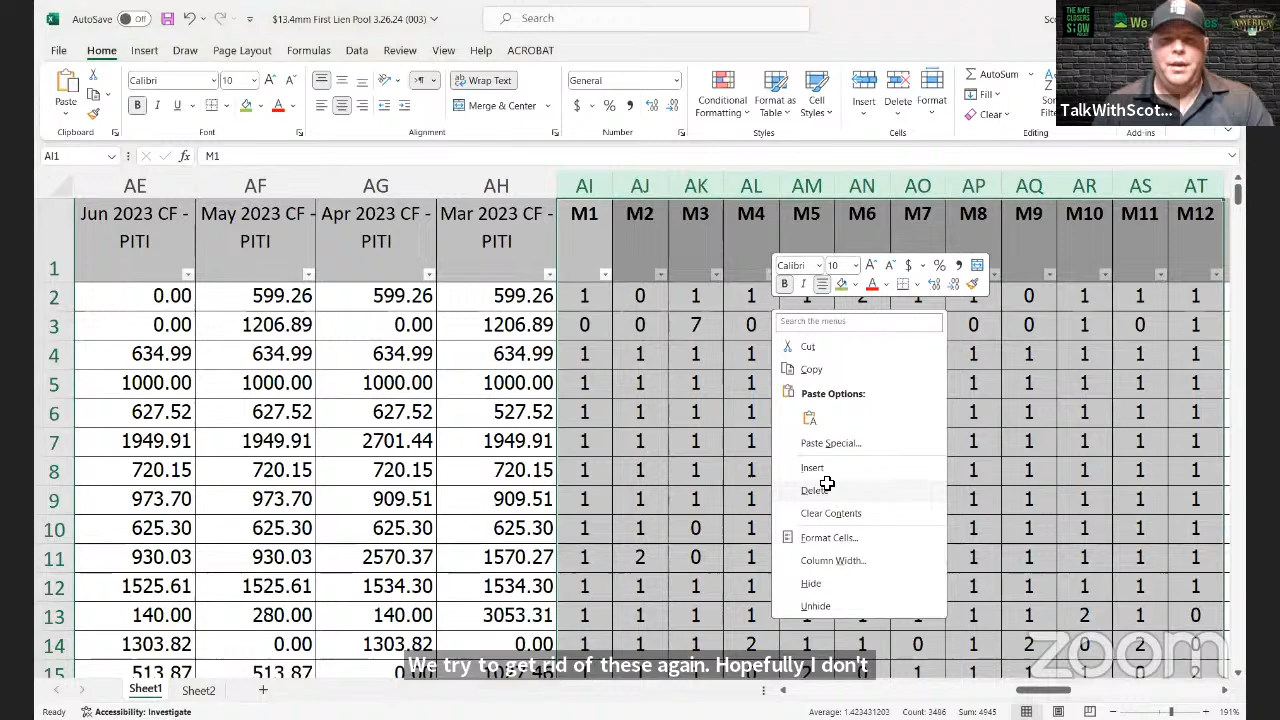 AutoSave Off $13.4mm First Lien Pool 3.26.24 (003) Search
THE NOTE CLOSERS SHOW
File Home Insert Draw Page Layout Formulas Data View Help
TalkWithScot...
Paste Calibri 10 Wrap Text General Conditional Formatting Format as Table Cell Styles Insert Delete Format AutoSum
B I U Merge & Center $ % Fill
Clear
Clipboard Font Alignment Number Styles Cells Editing Add-ins
AI1 fx M1
AE AF AG AH AI AJ AK AL AM AN AO AP AQ AR AS AT
1 Jun 2023 CF - PITI May 2023 CF - PITI Apr 2023 CF - PITI Mar 2023 CF - PITI M1 M2 M3 M4 M5 M6 M7 M8 M9 M10 M11 M12
Calibri 10 A A $ % ,
B I A
2 0.00 599.26 599.26 599.26 1 0 1 1 1 2 1 1 0 1 1 1
3 0.00 1206.89 0.00 1206.89 0 0 7 0 0 0 1 0 1
4 634.99 634.99 634.99 634.99 1 1 1 1 1 1 1 1 1
5 1000.00 1000.00 1000.00 1000.00 1 1 1 1 1 1 1 1 1
6 627.52 627.52 627.52 527.52 1 1 1 1 1 1 1 1 1
7 1949.91 1949.91 2701.44 1949.91 1 1 1 1 1 1 1 1 1
8 720.15 720.15 720.15 720.15 1 1 1 1 1 1 1 1 1
9 973.70 973.70 909.51 909.51 1 1 1 1 1 1 1 1 1
10 625.30 625.30 625.30 625.30 1 1 0 1 1 1 1 1 1
11 930.03 930.03 2570.37 1570.27 1 2 0 1 1 1 1 1 1
12 1525.61 1525.61 1534.30 1534.30 1 1 1 1 1 1 1 1 1
13 140.00 280.00 140.00 3053.31 1 1 1 1 1 1 2 1 0
14 1303.82 0.00 1303.82 0.00 1 1 1 2 1 1 0 1 2 0 2
15 513.87 513.87
Search the menus
Cut
Copy
Paste Options:
Paste Special...
Insert
Delete
Clear Contents
Format Cells...
Column Width...
Hide
Unhide
zoom
We try to get rid of these again. Hopefully I don't
Sheet1 Sheet2
Ready Accessibility: Investigate Average: 1.423431203 Count: 3486 Sum: 4945 191%